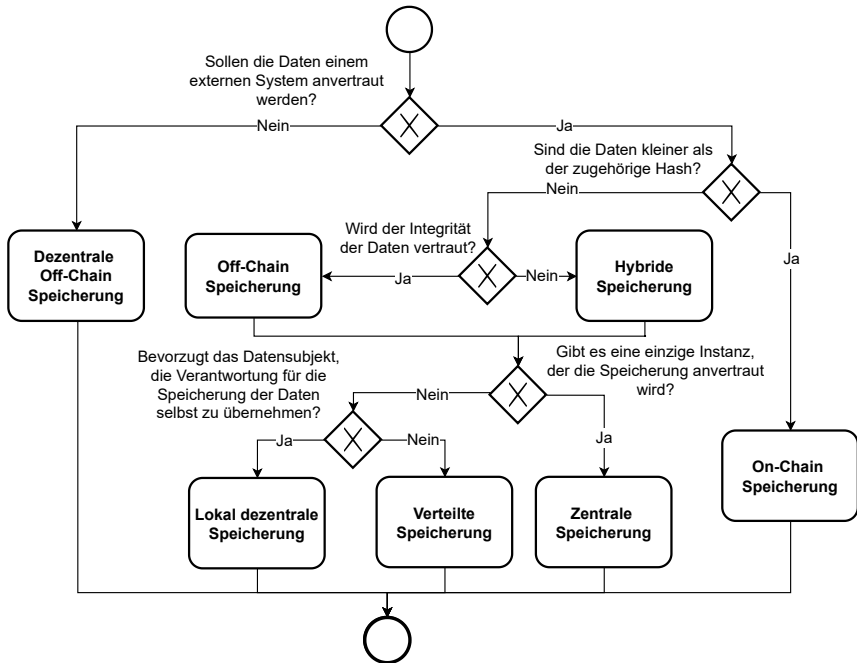 Sollen die Daten einem
externen System anvertraut
werden?
Nein
Ja
Sind die Daten kleiner als
der zugehörige Hash?
Nein
Wird der Integrität
der Daten vertraut?
Dezentrale
Off-Chain
Speicherung
Off-Chain
Speicherung
Ja
Nein
Hybride
Speicherung
Ja
Bevorzugt das Datensubjekt,
die Verantwortung für die
Speicherung der Daten
selbst zu übernehmen?
Gibt es eine einzige Instanz,
der die Speicherung anvertraut
wird?
Nein
Ja
Nein
Ja
On-Chain
Speicherung
Lokal dezentrale
Speicherung
Verteilte
Speicherung
Zentrale
Speicherung